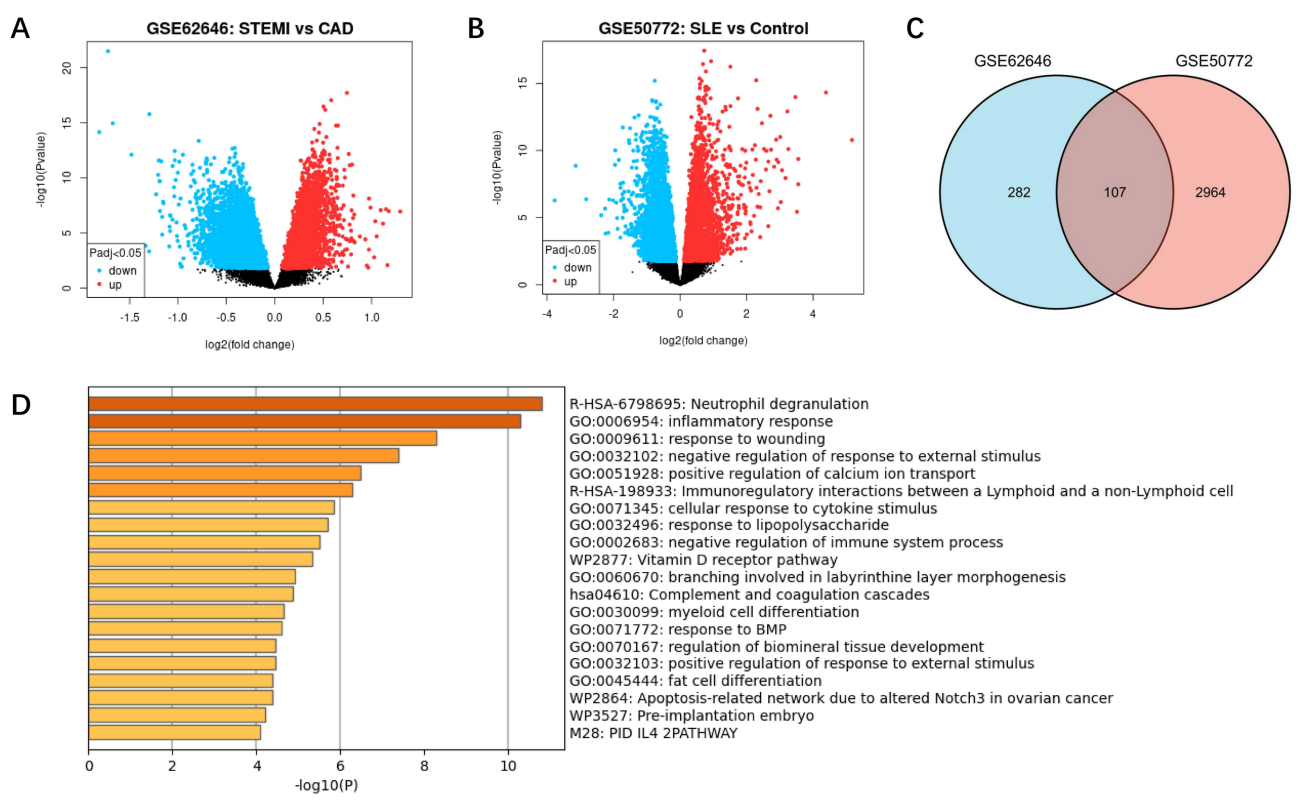 A
GSE62646: STEMI vs CAD
-log10(Pvalue)
20
15
10
5
0
Padj<0.05
down
up
-1.5 -1.0 -0.5 0.0 0.5 1.0
log2(fold change)
B
GSE50772: SLE vs Control
-log10(Pvalue)
15
10
5
0
Padj<0.05
down
up
-4 -2 0 2 4
log2(fold change)
C
GSE62646 GSE50772
282 107 2964
D
R-HSA-6798695: Neutrophil degranulation
GO:0006954: inflammatory response
GO:0009611: response to wounding
GO:0032102: negative regulation of response to external stimulus
GO:0051928: positive regulation of calcium ion transport
R-HSA-198933: Immunoregulatory interactions between a Lymphoid and a non-Lymphoid cell
GO:0071345: cellular response to cytokine stimulus
GO:0032496: response to lipopolysaccharide
GO:0002683: negative regulation of immune system process
WP2877: Vitamin D receptor pathway
GO:0060670: branching involved in labyrinthine layer morphogenesis
hsa04610: Complement and coagulation cascades
GO:0030099: myeloid cell differentiation
GO:0071772: response to BMP
GO:0070167: regulation of biomineral tissue development
GO:0032103: positive regulation of response to external stimulus
GO:0045444: fat cell differentiation
WP2864: Apoptosis-related network due to altered Notch3 in ovarian cancer
WP3527: Pre-implantation embryo
M28: PID IL4 2PATHWAY
0 2 4 6 8 10
-log10(P)